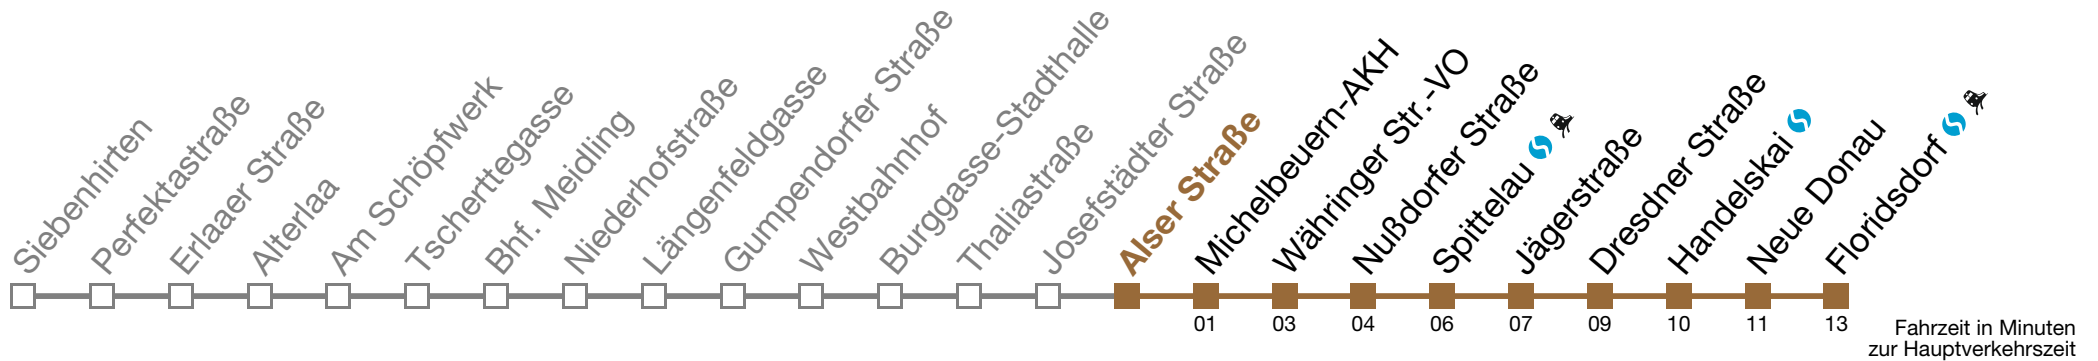 Siebenhirten
Perfektastraße
Erlaaer Straße
Alterlaa
Am Schöpfwerk
Tscherttegasse
Bhf. Meidling
Niederhofstraße
Längenfeldgasse
Gumpendorfer Straße
Westbahnhof
Burggasse-Stadthalle
Thaliastraße
Josefstädter Straße
Alser Straße
Michelbeuern-AKH
Währinger Str.-VO
Nußdorfer Straße
Spittelau
Jägerstraße
Dresdner Straße
Handelskai
Neue Donau
Floridsdorf
01 03 04 06 07 09 10 11 13
Fahrzeit in Minuten
zur Hauptverkehrszeit